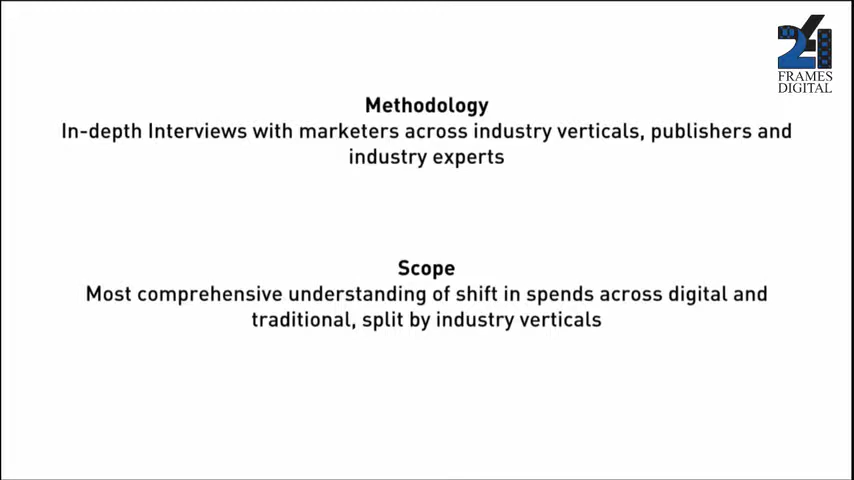 24
FRAMES
DIGITAL
Methodology
In-depth Interviews with marketers across industry verticals, publishers and
industry experts
Scope
Most comprehensive understanding of shift in spends across digital and
traditional, split by industry verticals